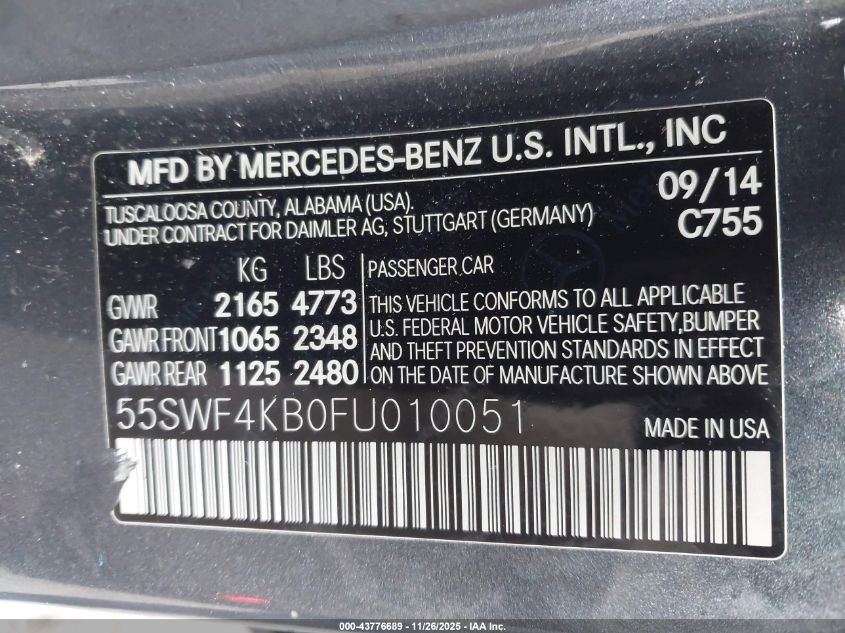 MFD BY MERCEDES-BENZ U.S. INTL., INC
TUSCALOOSA COUNTY, ALABAMA (USA).
UNDER CONTRACT FOR DAIMLER AG, STUTTGART (GERMANY)
09/14
C755
KG LBS
GVWR 2165 4773
GAWR FRONT 1065 2348
GAWR REAR 1125 2480
PASSENGER CAR
THIS VEHICLE CONFORMS TO ALL APPLICABLE
U.S. FEDERAL MOTOR VEHICLE SAFETY, BUMPER
AND THEFT PREVENTION STANDARDS IN EFFECT
ON DATE OF MANUFACTURE SHOWN ABOVE
55SWF4KB0FU010051
MADE IN USA
000-43776689 - 11/26/2025 - IAA Inc.